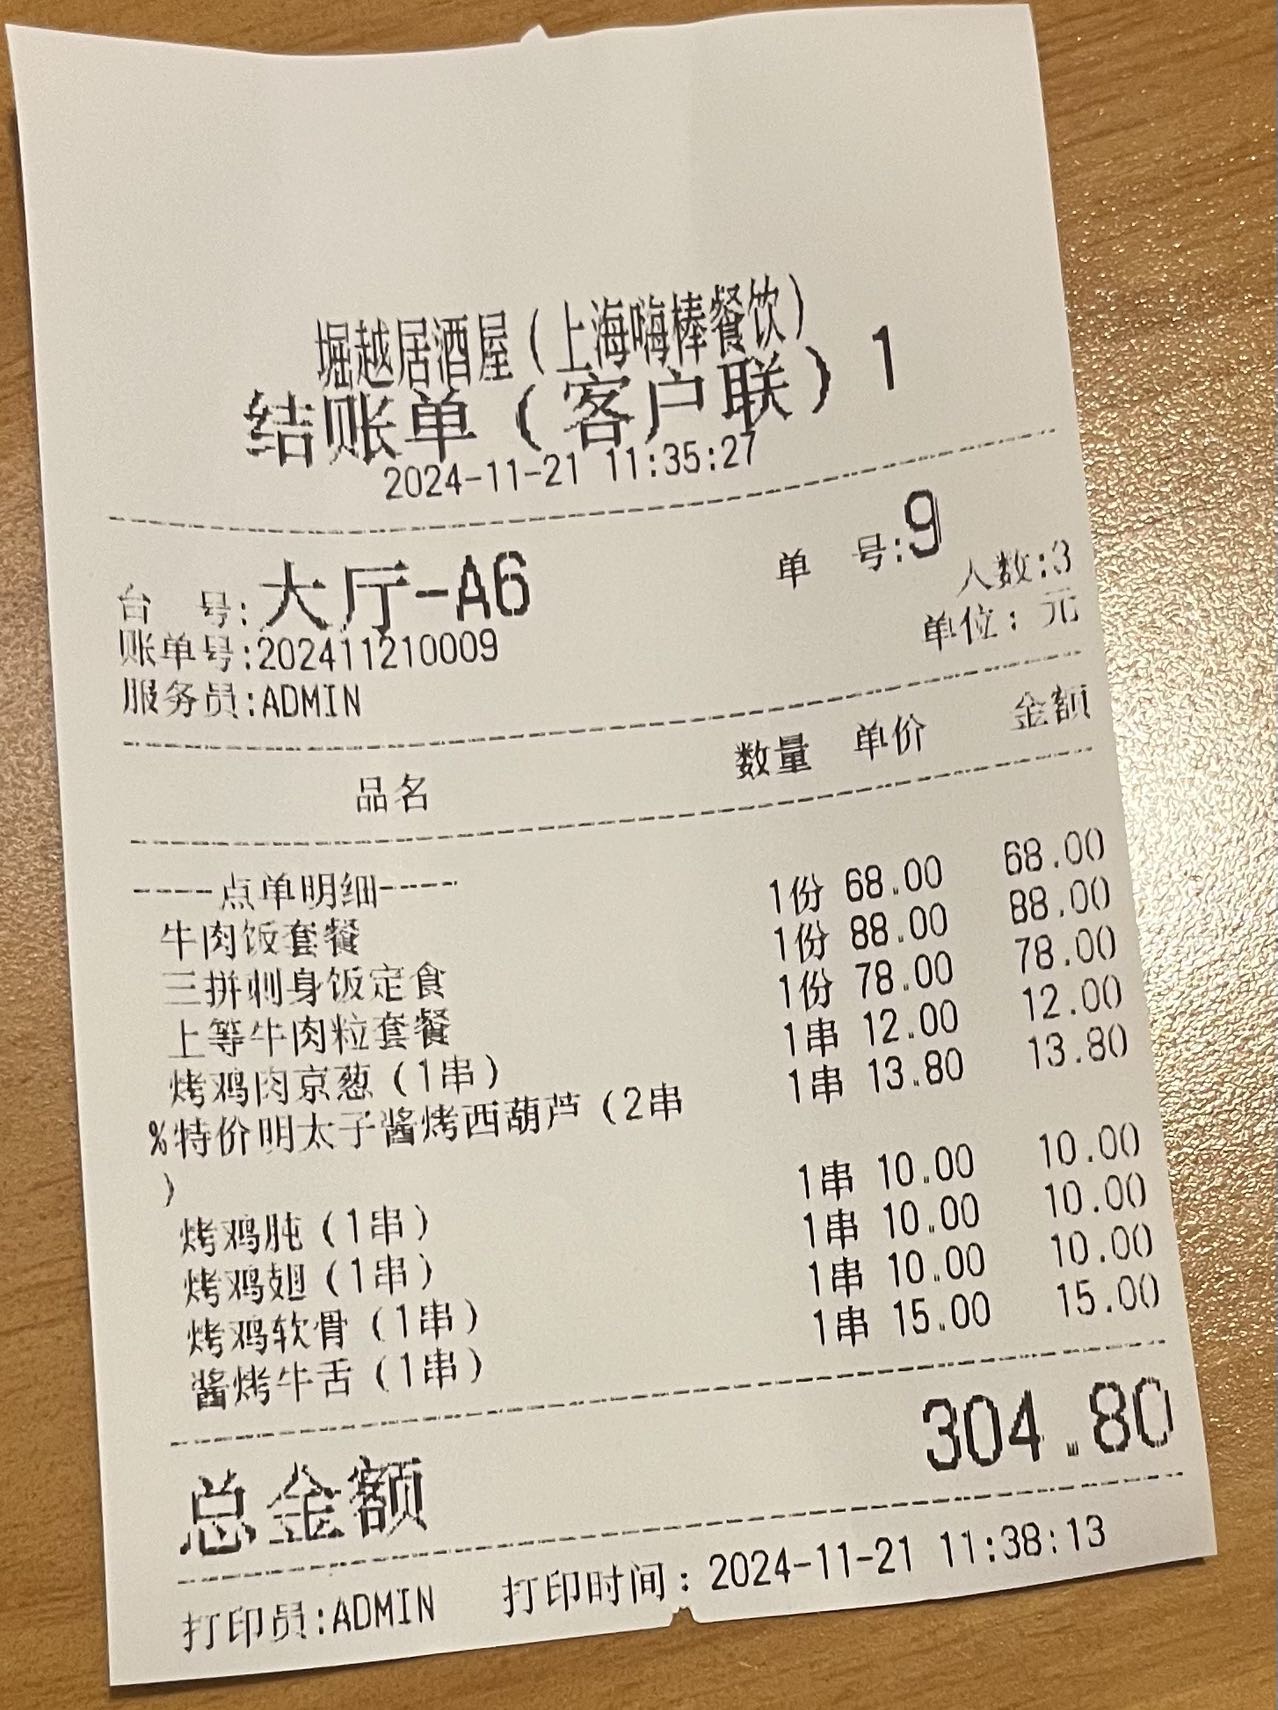 堀越居酒屋(上海嗨棒餐饮)
结账单(客户联) 1
2024-11-21 11:35:27
台 号:大厅-A6 单 号:9
账单号:202411210009 人数:3
服务员:ADMIN 单位: 元
品名 数量 单价 金额
----点单明细----
牛肉饭套餐 1份 68.00 68.00
三拼刺身饭定食 1份 88.00 88.00
上等牛肉粒套餐 1份 78.00 78.00
烤鸡肉京葱(1串) 1串 12.00 12.00
%特价明太子酱烤西葫芦(2串 1串 13.80 13.80
)
烤鸡肫(1串) 1串 10.00 10.00
烤鸡翅(1串) 1串 10.00 10.00
烤鸡软骨(1串) 1串 10.00 10.00
酱烤牛舌(1串) 1串 15.00 15.00
总金额 304.80
打印员:ADMIN 打印时间: 2024-11-21 11:38:13